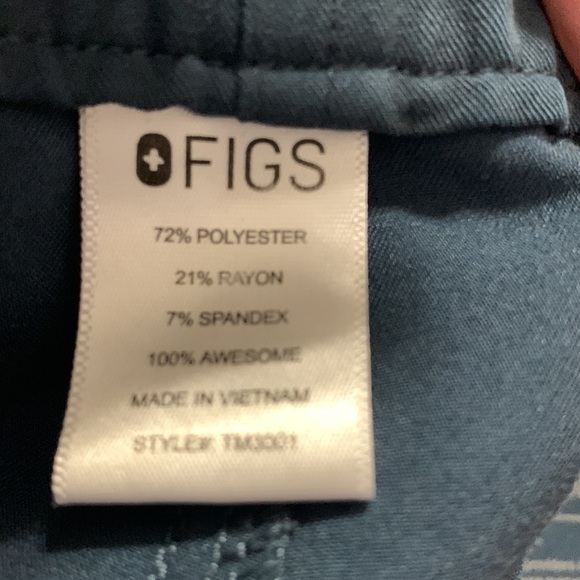 FIGS
72% POLYESTER
21% RAYON
7% SPANDEX
100% AWESOME
MADE IN VIETNAM
STYLE#: TM3001